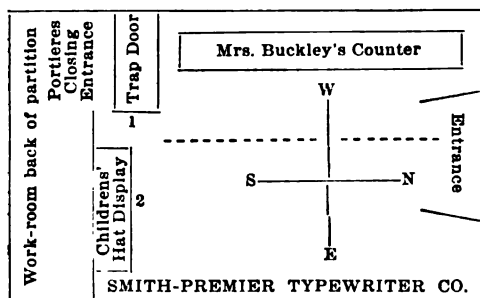 Work-room back of partition
Portieres
Closing
Entrance
Trap Door
Mrs. Buckley's Counter
W
1
Entrance
Childrens'
Hat Display
2
S
N
E
SMITH-PREMIER TYPEWRITER CO.